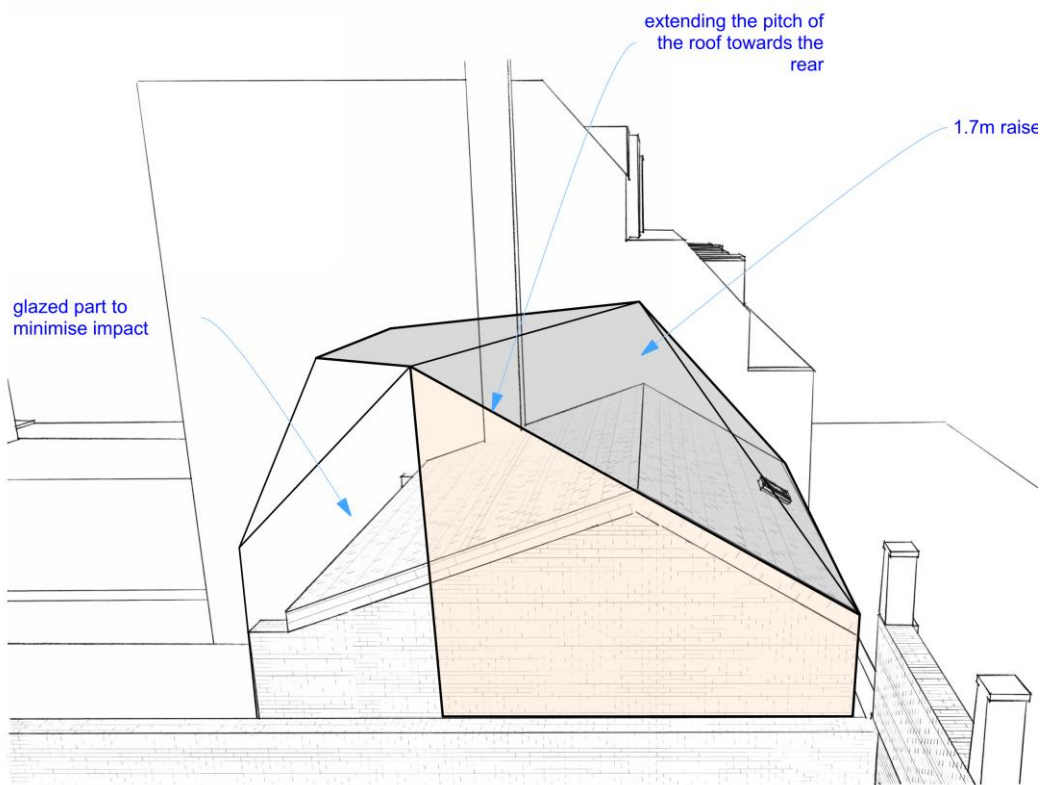 extending the pitch of
the roof towards the
rear
1.7m raise
glazed part to
minimise impact